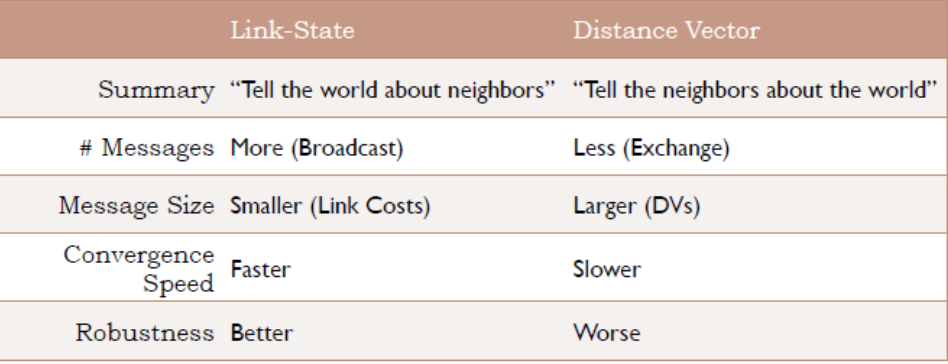 Link-State Distance Vector
Summary “Tell the world about neighbors” “Tell the neighbors about the world”
# Messages More (Broadcast) Less (Exchange)
Message Size Smaller (Link Costs) Larger (DVs)
Convergence
Speed Faster Slower
Robustness Better Worse